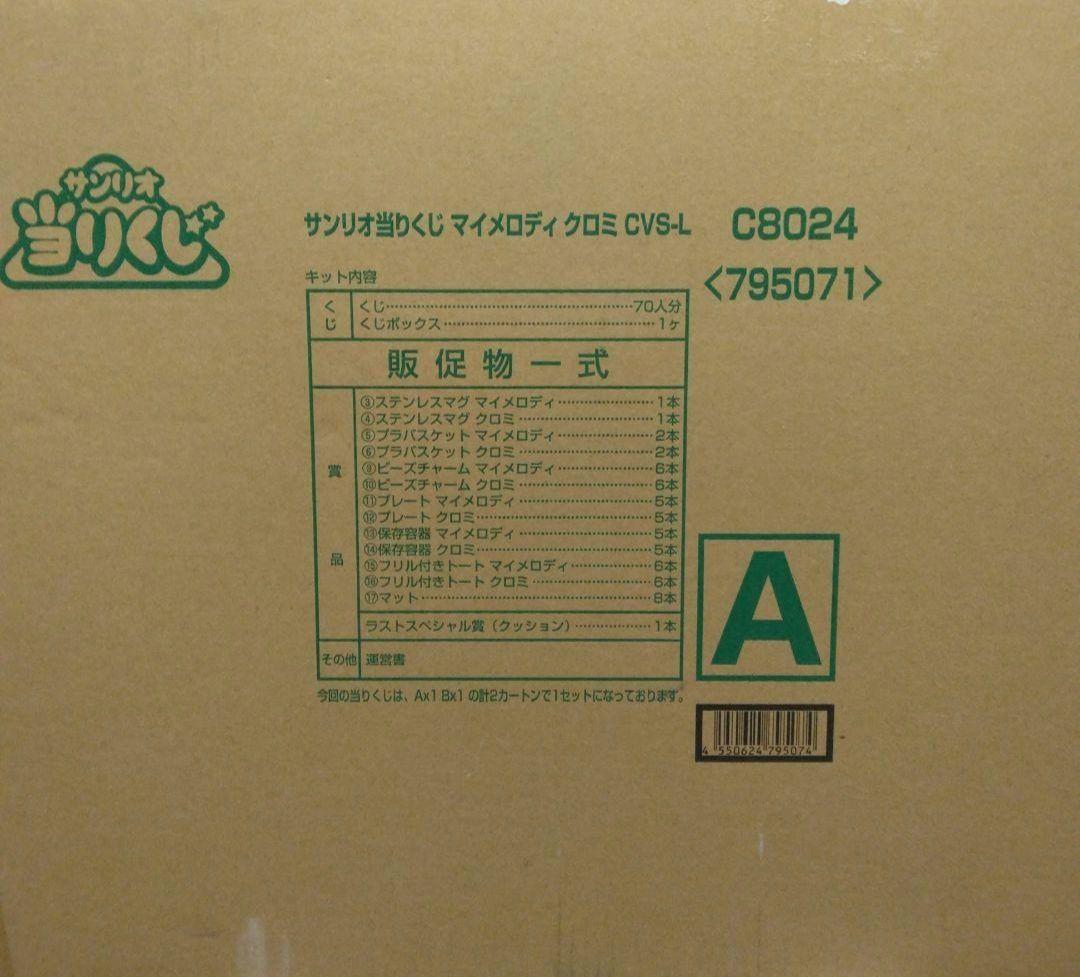 サンリオ
当りくじ
サンリオ当りくじ マイメロディ クロミ CVS-L C8024
<795071>
キット内容
くじ
くじ 70人分
くじボックス 1ヶ
販促物一式
賞品
③ステンレスマグ マイメロディ 1本
④ステンレスマグ クロミ 1本
⑤プラバスケット マイメロディ 2本
⑥プラバスケット クロミ 2本
⑨ビーズチャーム マイメロディ 6本
⑩ビーズチャーム クロミ 6本
⑪プレート マイメロディ 5本
⑫プレート クロミ 5本
⑬保存容器 マイメロディ 5本
⑭保存容器 クロミ 5本
⑮フリル付きトート マイメロディ 6本
⑯フリル付きトート クロミ 6本
⑰マット 8本
ラストスペシャル賞（クッション） 1本
その他 運営書
今回の当りくじは、Ax1 Bx1 の計2カートンで1セットになっております。
A
4 550624 795074